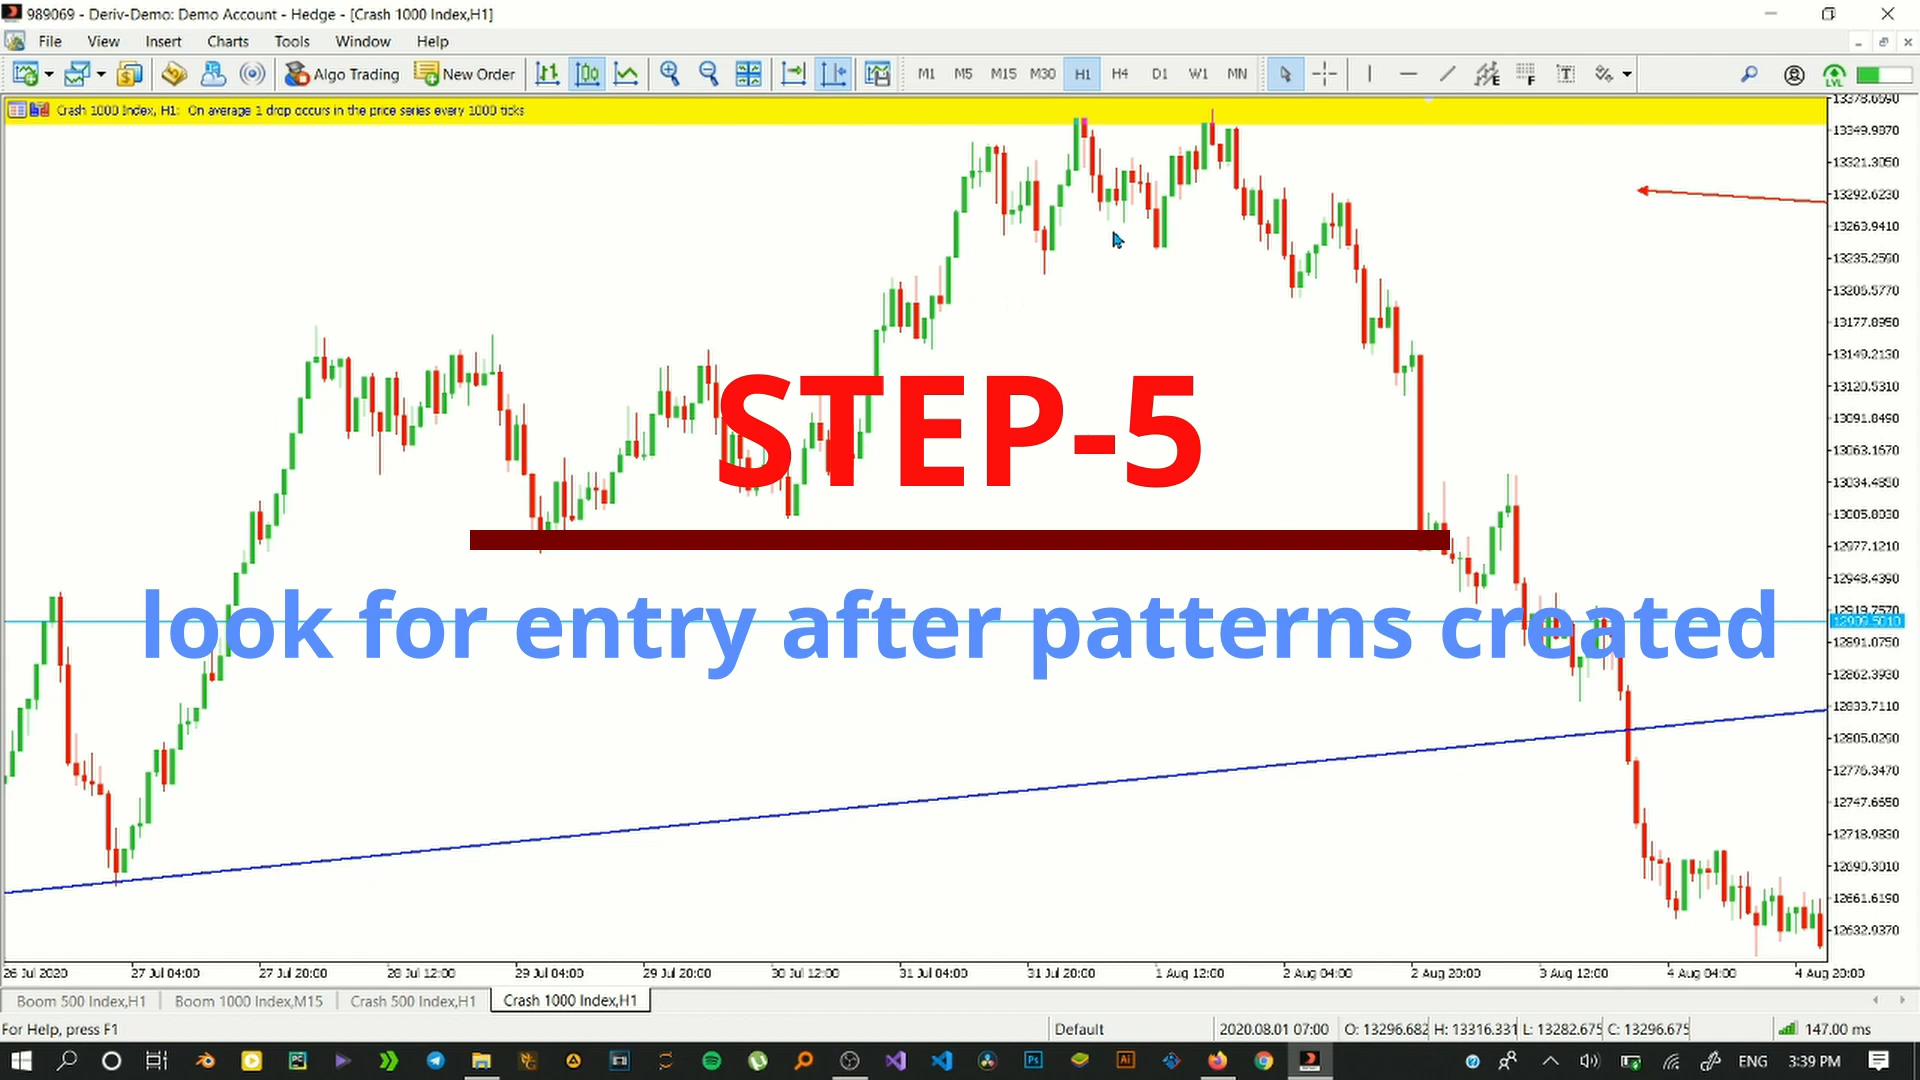 989069 - Deriv-Demo: Demo Account - Hedge - [Crash 1000 Index,H1]
File View Insert Charts Tools Window Help
Algo Trading New Order M1 M5 M15 M30 H1 H4 D1 W1 MN
Crash 1000 Index, H1: On average 1 drop occurs in the price series every 1000 ticks
13378.6690
13349.9870
13321.3050
13292.6230
13263.9410
13235.2590
13206.5770
13177.8950
13149.2130
13120.5310
13091.8490
13063.1670
13034.4850
13005.8030
12977.1210
12948.4390
12919.7570
12891.0750
12862.3930
12833.7110
12805.0290
12776.3470
12747.6650
12718.9830
12690.3010
12661.6190
12632.9370
STEP-5
look for entry after patterns created
26 Jul 2020 27 Jul 04:00 27 Jul 20:00 28 Jul 12:00 29 Jul 04:00 29 Jul 20:00 30 Jul 12:00 31 Jul 04:00 31 Jul 20:00 1 Aug 12:00 2 Aug 04:00 2 Aug 20:00 3 Aug 12:00 4 Aug 04:00 4 Aug 20:00
Boom 500 Index,H1 Boom 1000 Index,M15 Crash 500 Index,H1 Crash 1000 Index,H1
For Help, press F1 Default 2020.08.01 07:00 O: 13296.682 H: 13316.331 L: 13282.675 C: 13296.675 147.00 ms
ENG 3:39 PM